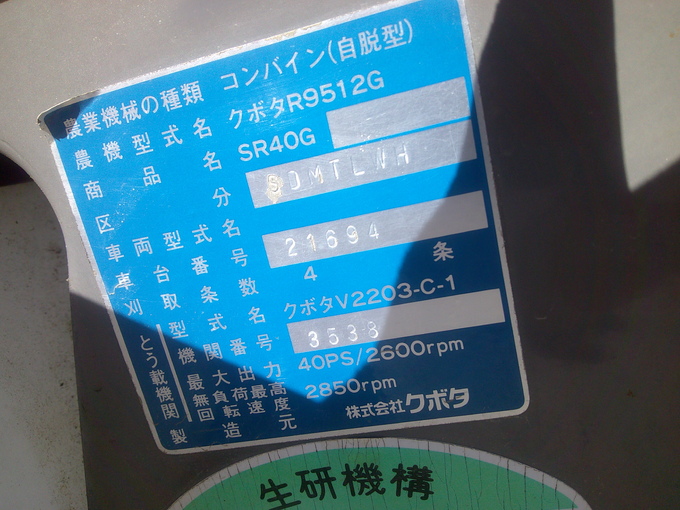 農業機械の種類 コンバイン(自脱型)
農機型式名 クボタR9512G
商品名 SR40G
区分 SDMTLWH
車両型式名
車台番号 21694
刈取条数 4 条
とう載機関 型式名 クボタV2203-C-1
機関番号 3538
最大出力 40PS/2600rpm
無負荷最高回転速度 2850rpm
製造元 株式会社クボタ
生研機構